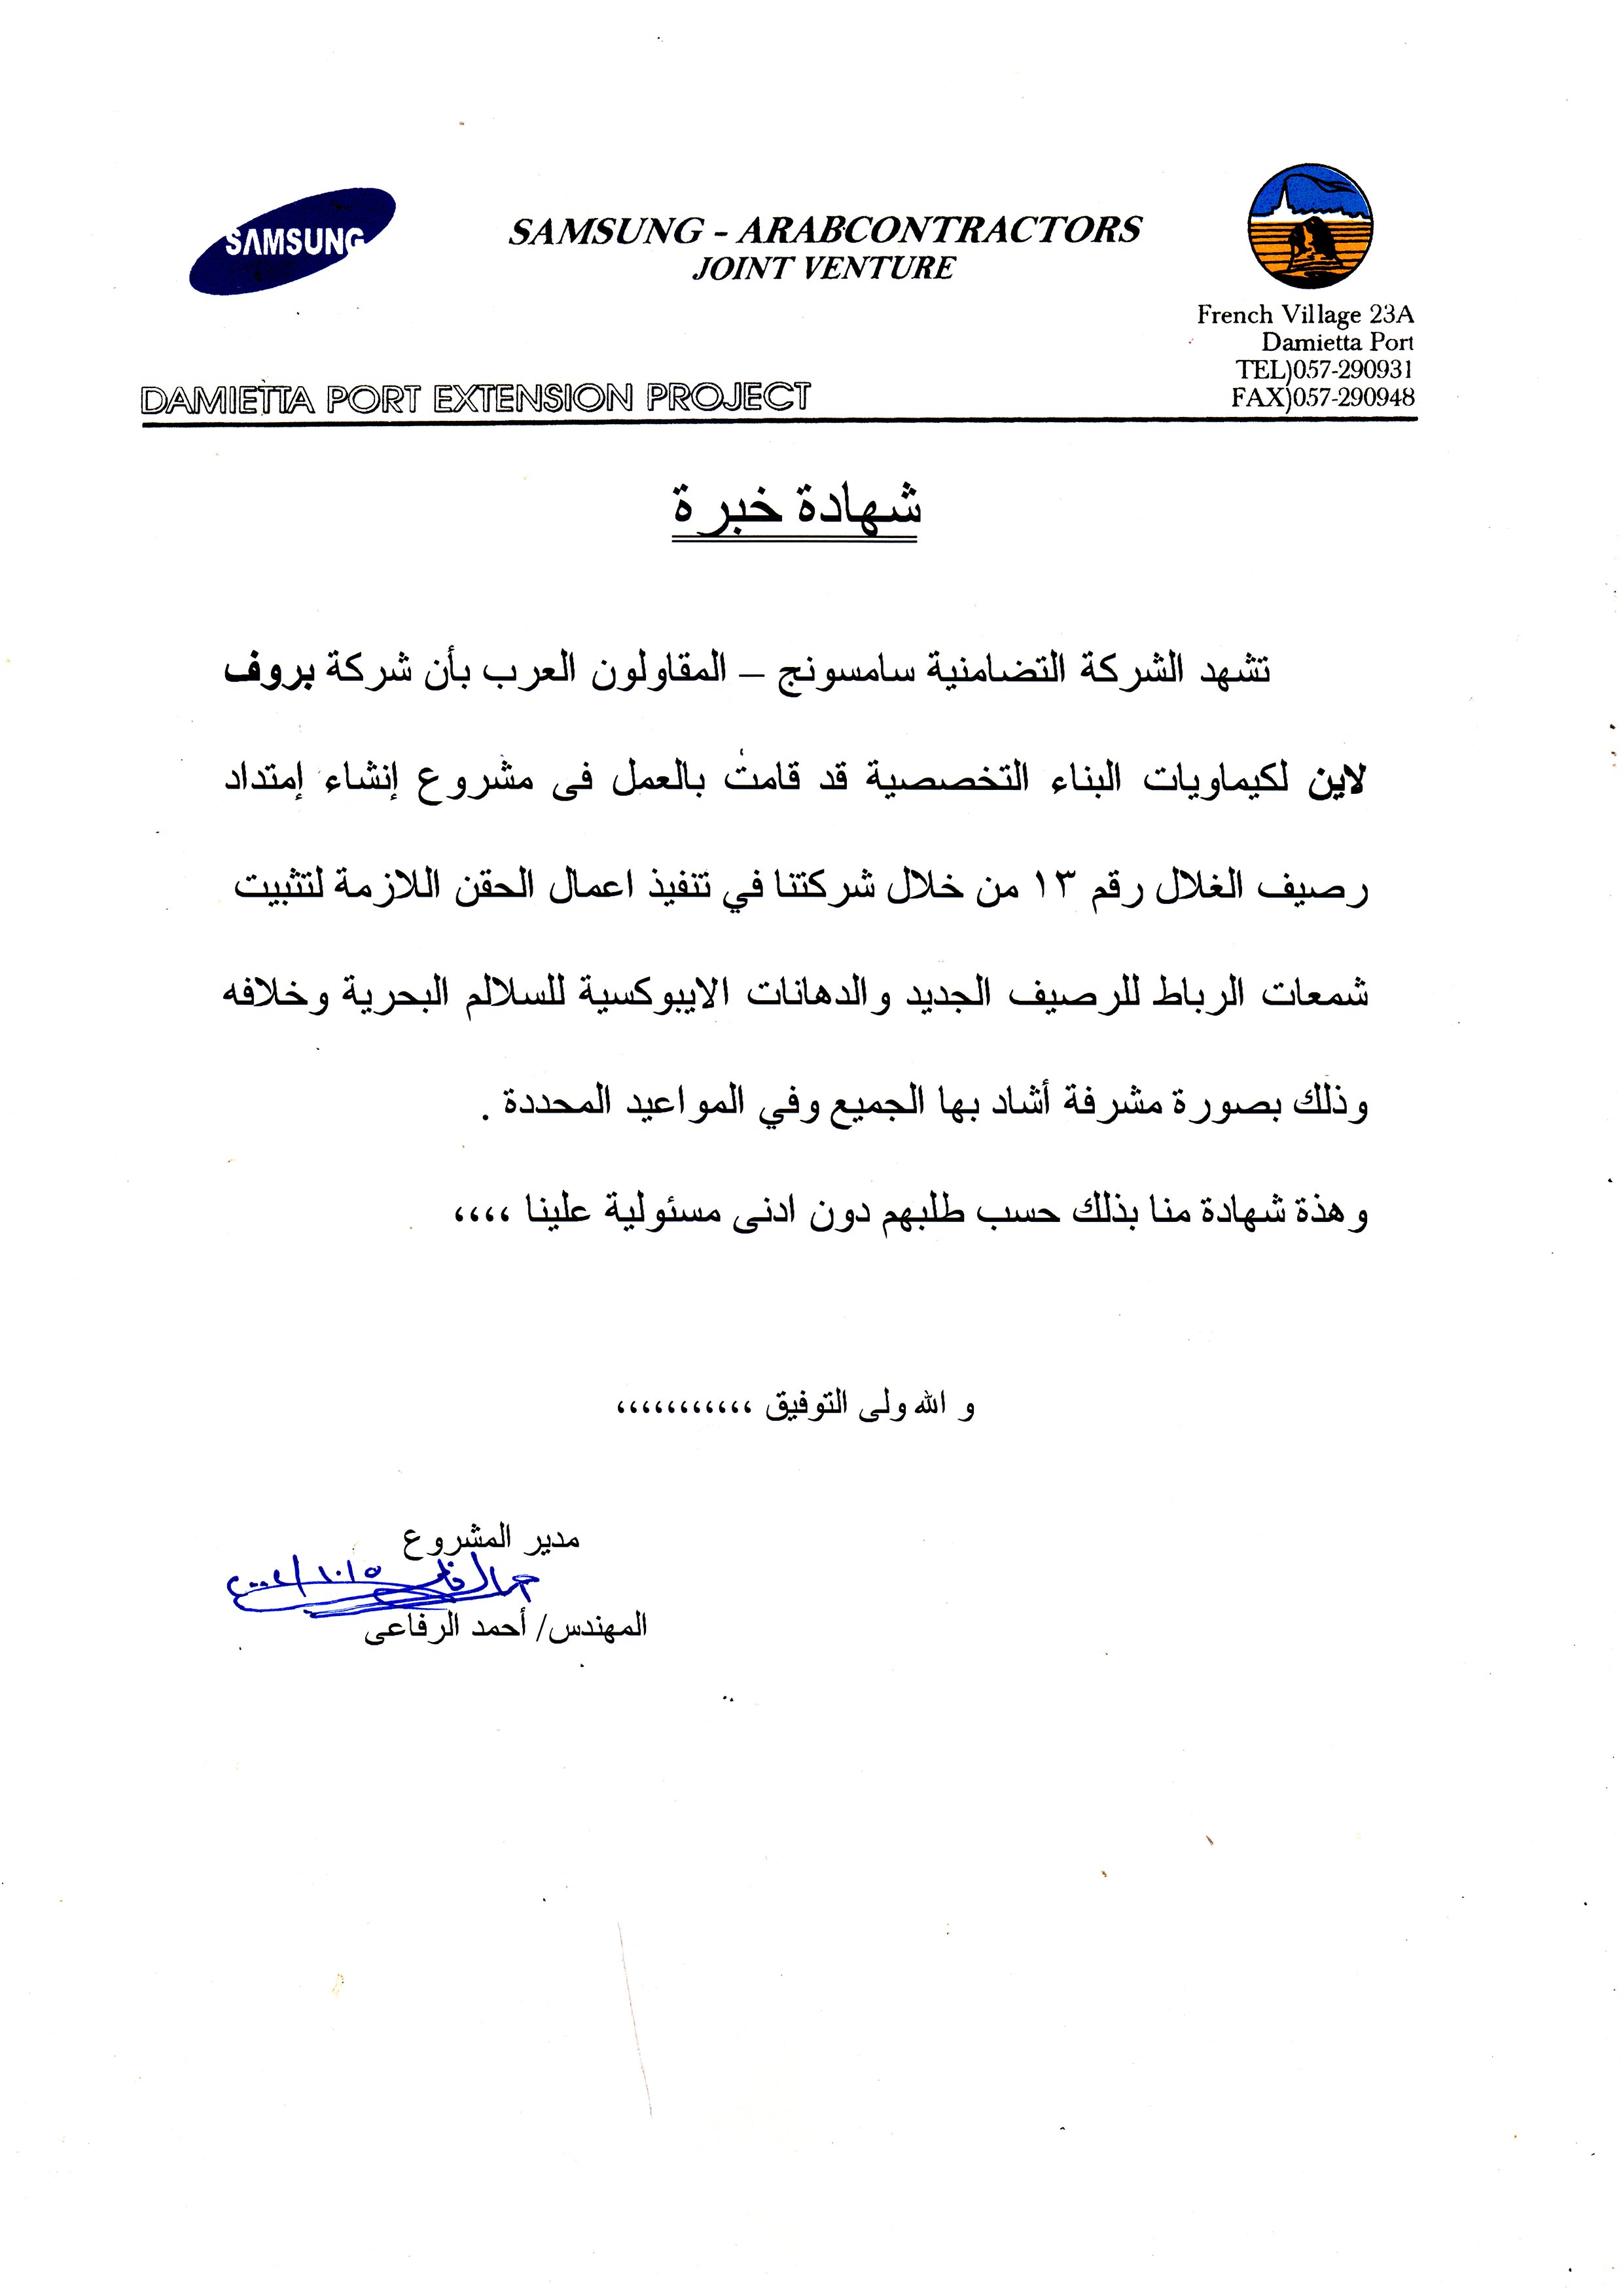 SAMSUNG
SAMSUNG - ARABCONTRACTORS
JOINT VENTURE
French Village 23A
Damietta Port
TEL)057-290931
FAX)057-290948
DAMIETTA PORT EXTENSION PROJECT
شهادة خبرة
تشهد الشركة التضامنية سامسونج – المقاولون العرب بأن شركة بروف
لاين لكيماويات البناء التخصصية قد قامت بالعمل فى مشروع إنشاء إمتداد
رصيف الغلال رقم ١٣ من خلال شركتنا في تنفيذ اعمال الحقن اللازمة لتثبيت
شمعات الرباط للرصيف الجديد والدهانات الايبوكسية للسلالم البحرية وخلافه
وذلك بصورة مشرفة أشاد بها الجميع وفي المواعيد المحددة .
وهذة شهادة منا بذلك حسب طلبهم دون ادنى مسئولية علينا ،،،،
و الله ولى التوفيق ،،،،،،،،،،،
مدير المشروع
المهندس/ أحمد الرفاعى